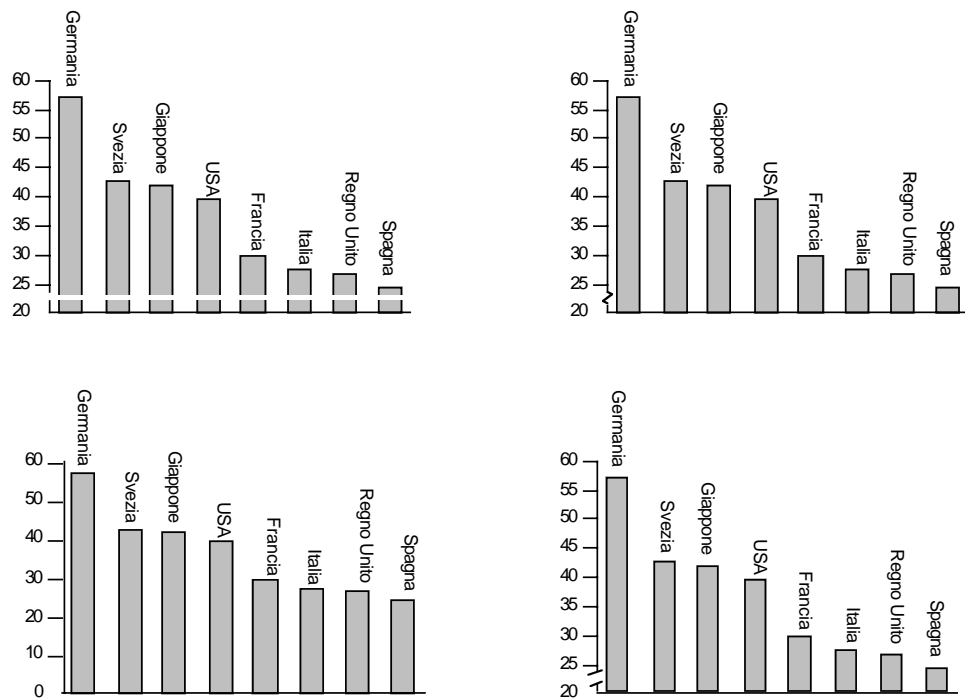 Germania
Svezia
Giappone
USA
Francia
Italia
Regno Unito
Spagna
60
55
50
45
40
35
30
25
20
Germania
Svezia
Giappone
USA
Francia
Italia
Regno Unito
Spagna
60
55
50
45
40
35
30
25
20
Germania
Svezia
Giappone
USA
Francia
Italia
Regno Unito
Spagna
60
50
40
30
20
10
0
Germania
Svezia
Giappone
USA
Francia
Italia
Regno Unito
Spagna
60
55
50
45
40
35
30
25
20